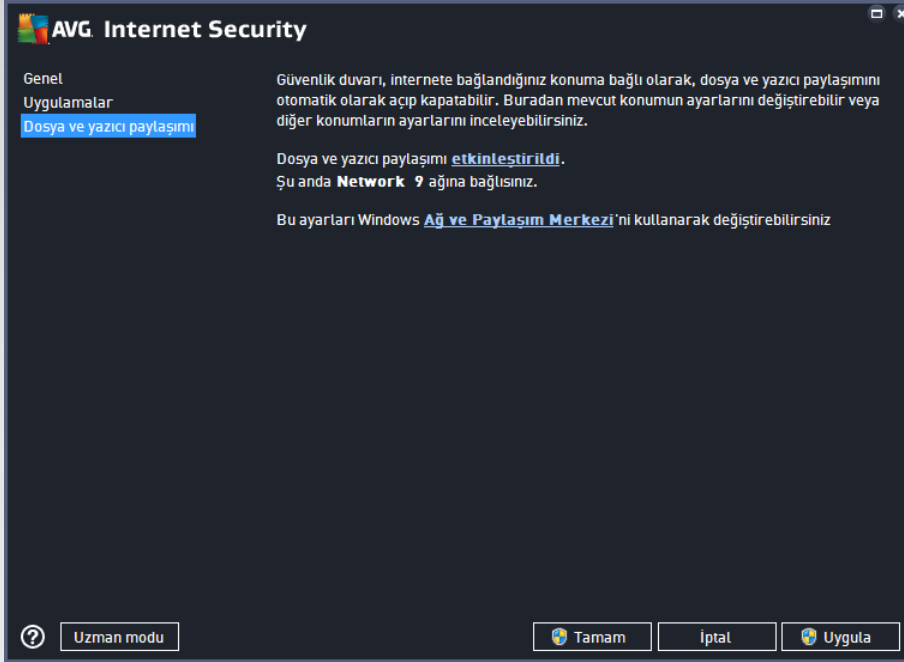 AVG. Internet Security
Genel
Uygulamalar
Dosya ve yazıcı paylaşımı
Güvenlik duvarı, internete bağlandığınız konuma bağlı olarak, dosya ve yazıcı paylaşımını
otomatik olarak açıp kapatabilir. Buradan mevcut konumun ayarlarını değiştirebilir veya
diğer konumların ayarlarını inceleyebilirsiniz.
Dosya ve yazıcı paylaşımı etkinleştirildi.
Şu anda Network 9 ağına bağlısınız.
Bu ayarları Windows Ağ ve Paylaşım Merkezi'ni kullanarak değiştirebilirsiniz
? Uzman modu Tamam İptal Uygula